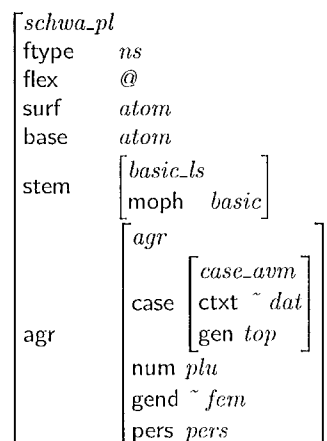 schwa_pl
ftype ns
flex @
surf atom
base atom
stem basic_ls
moph basic
agr agr
case case_avm
ctxt ~ dat
gen top
num plu
gend ~ fem
pers pers